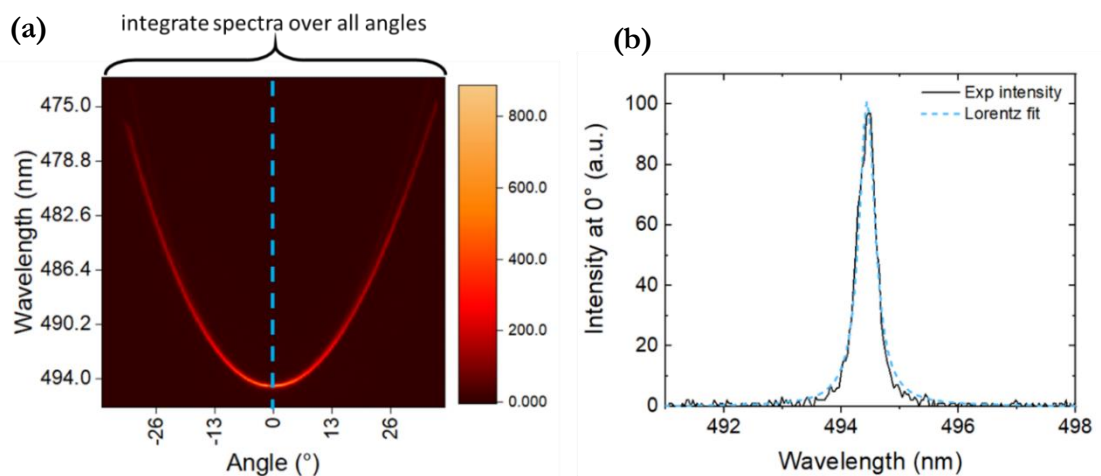 (a)
integrate spectra over all angles
Wavelength (nm)
475.0
478.8
482.6
486.4
490.2
494.0
-26
-13
0
13
26
Angle (°)
800.0
600.0
400.0
200.0
0.000
(b)
Intensity at 0° (a.u.)
100
80
60
40
20
0
Exp intensity
Lorentz fit
492
494
496
498
Wavelength (nm)